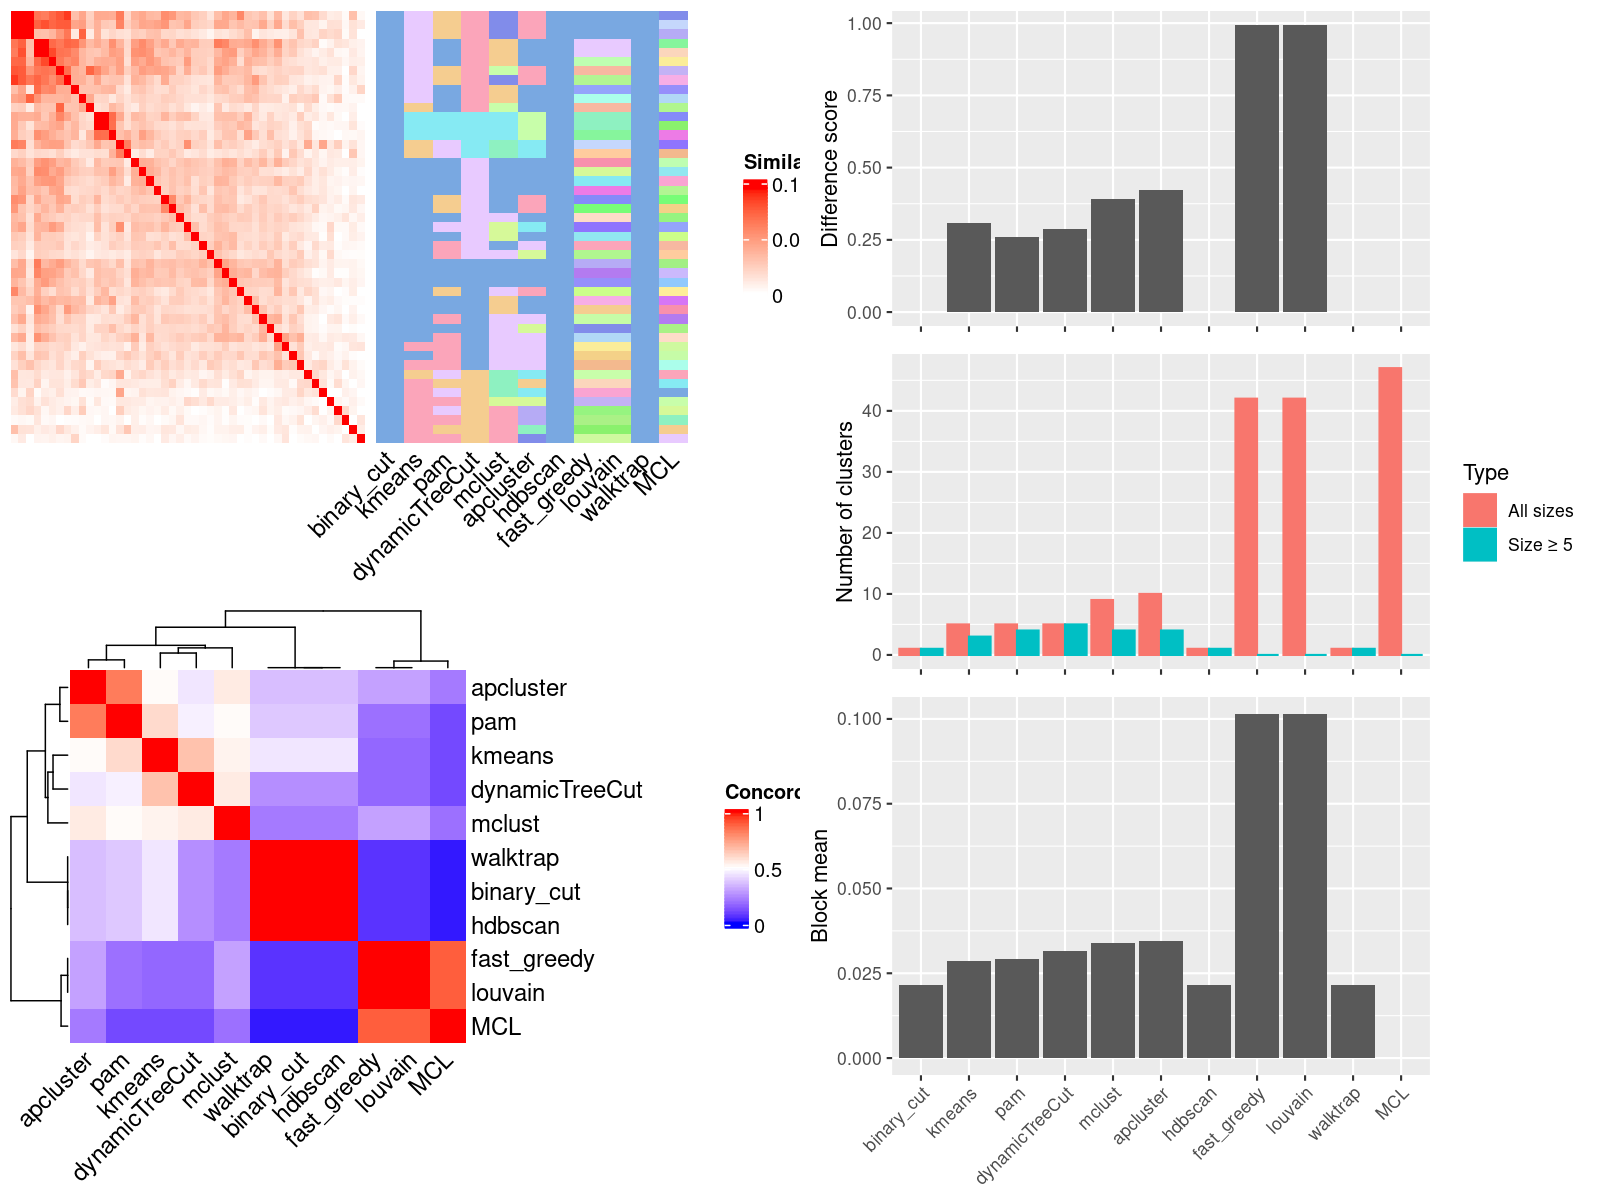 Simila
0.1
0.0
0
binary_cut
kmeans
pam
dynamicTreeCut
mclust
apcluster
hdbscan
fast_greedy
louvain
walktrap
MCL
apcluster
pam
kmeans
dynamicTreeCut
mclust
walktrap
binary_cut
hdbscan
fast_greedy
louvain
MCL
Concord
1
0.5
0
apcluster
pam
kmeans
dynamicTreeCut
mclust
walktrap
binary_cut
hdbscan
fast_greedy
louvain
MCL
Difference score
1.00
0.75
0.50
0.25
0.00
Number of clusters
40
30
20
10
0
Type
All sizes
Size ≥ 5
Block mean
0.100
0.075
0.050
0.025
0.000
binary_cut
kmeans
pam
dynamicTreeCut
mclust
apcluster
hdbscan
fast_greedy
louvain
walktrap
MCL